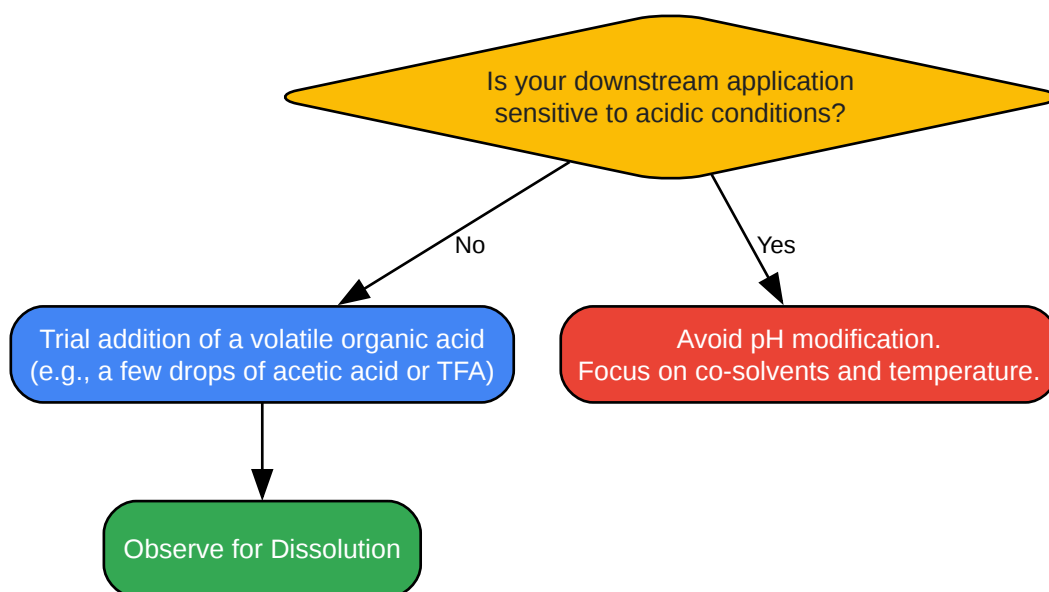 Is your downstream application
sensitive to acidic conditions?
No
Yes
Trial addition of a volatile organic acid
(e.g., a few drops of acetic acid or TFA)
Avoid pH modification.
Focus on co-solvents and temperature.
Observe for Dissolution